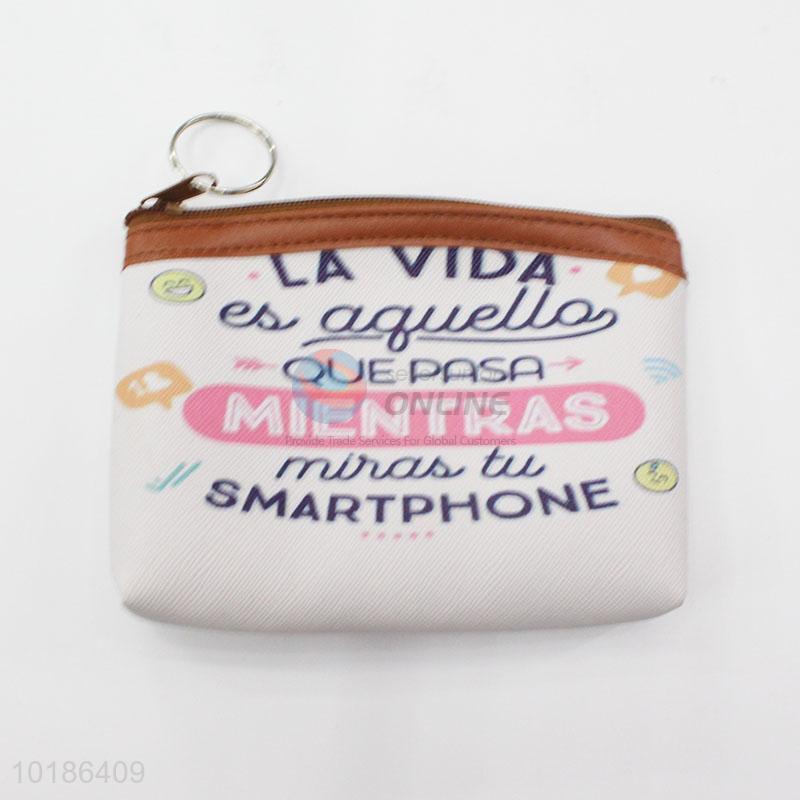 LA VIDA
es aquello
QUE PASA
MIENTRAS
ONLINE
Provide Trade Services For Global Customers
miras tu
SMARTPHONE
10186409